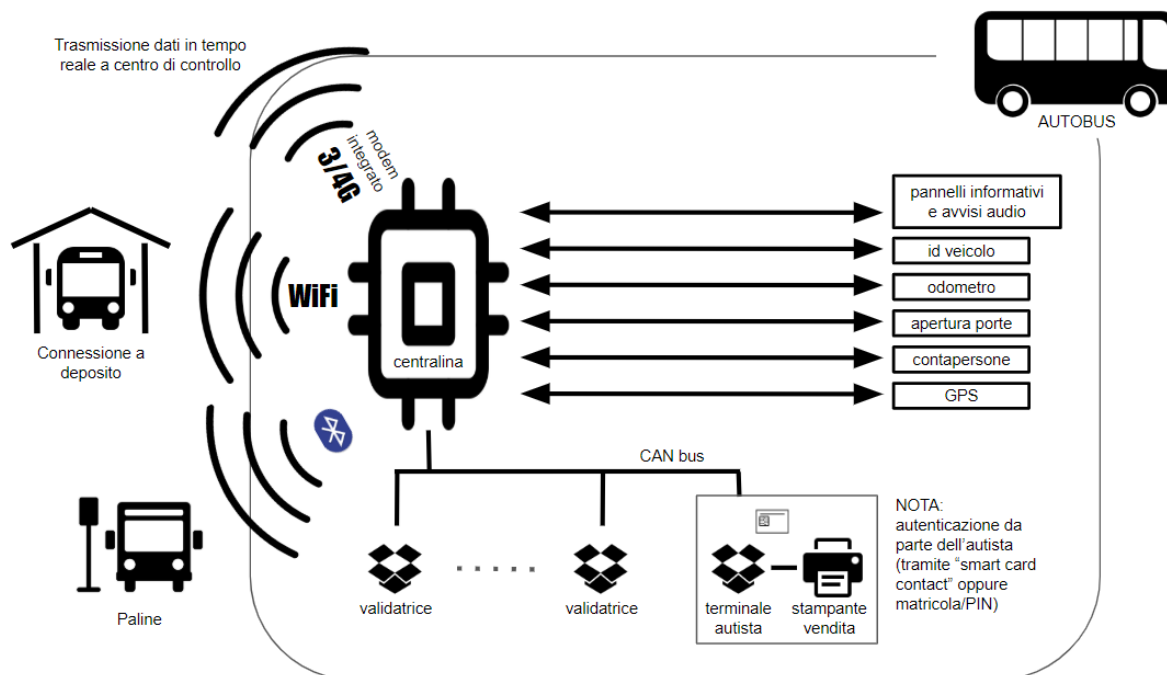 Trasmissione dati in tempo
reale a centro di controllo
AUTOBUS
modem
integrato
3/4G
pannelli informativi
e avvisi audio
id veicolo
odometro
apertura porte
contapersone
GPS
WiFi
centralina
Connessione a
deposito
CAN bus
NOTA:
autenticazione da
parte dell'autista
(tramite “smart card
contact” oppure
matricola/PIN)
validatrice
validatrice
terminale
autista
stampante
vendita
Paline